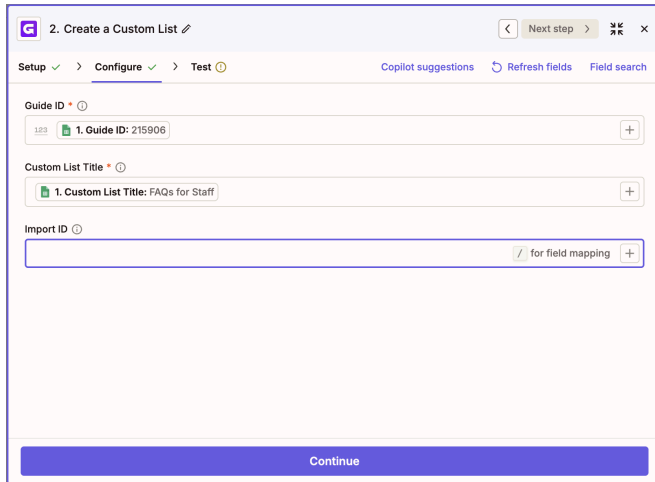 G 2. Create a Custom List Next step
Setup Configure Test Copilot suggestions Refresh fields Field search
Guide ID *
123 1. Guide ID: 215906
Custom List Title *
1. Custom List Title: FAQs for Staff
Import ID
/ for field mapping
Continue